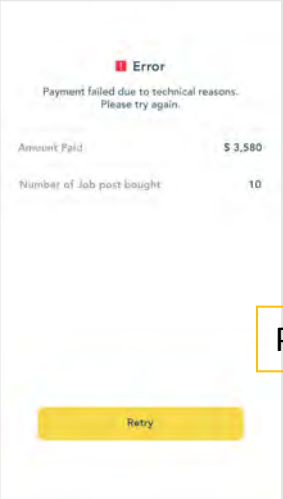 Error
Payment failed due to technical reasons.
Please try again.
Amount Paid $ 3,580
Number of Job post bought 10
Retry